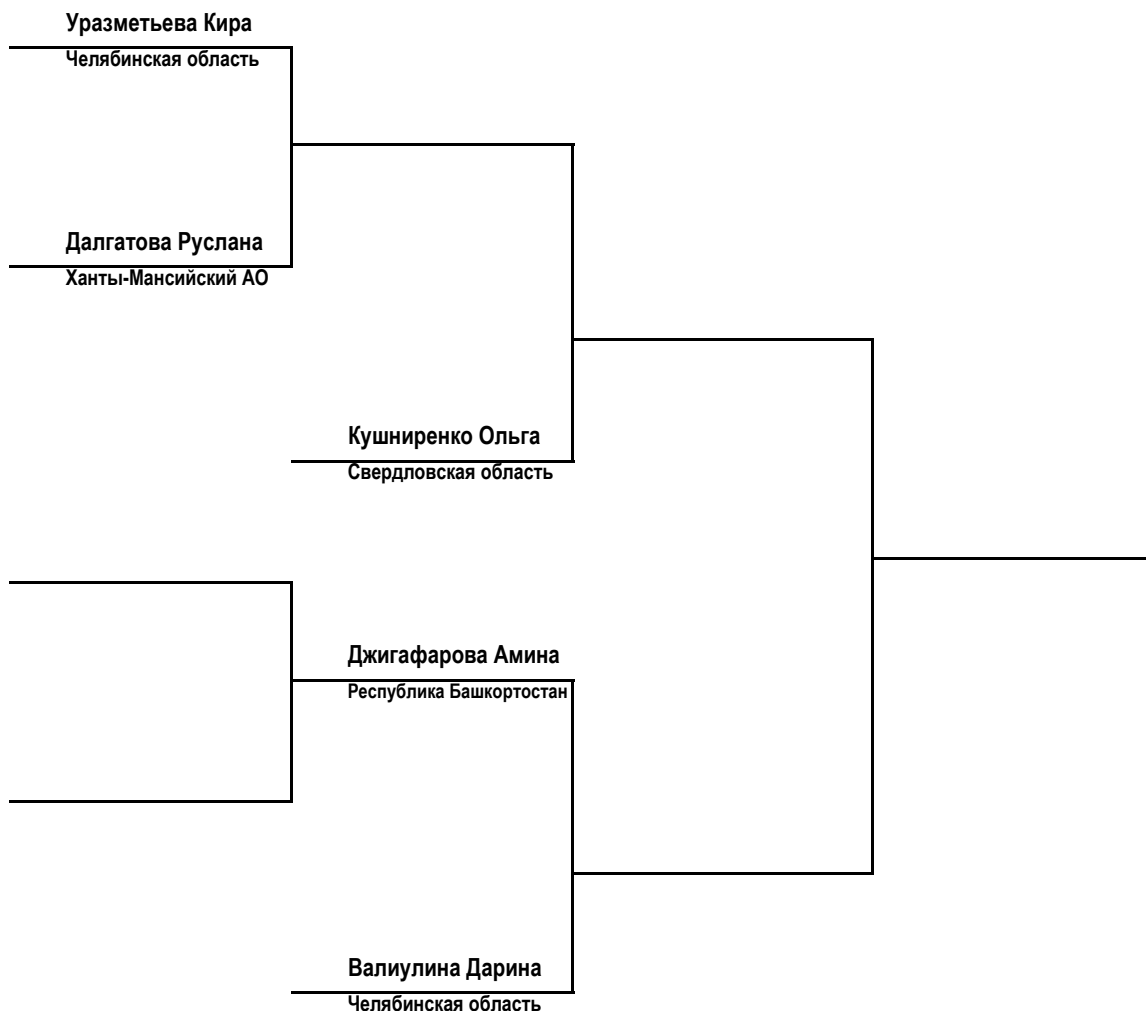 Уразметьева Кира
Челябинская область
Далгатова Руслана
Ханты-Мансийский АО
Кушниренко Ольга
Свердловская область
Джигафарова Амина
Республика Башкортостан
Валиулина Дарина
Челябинская область